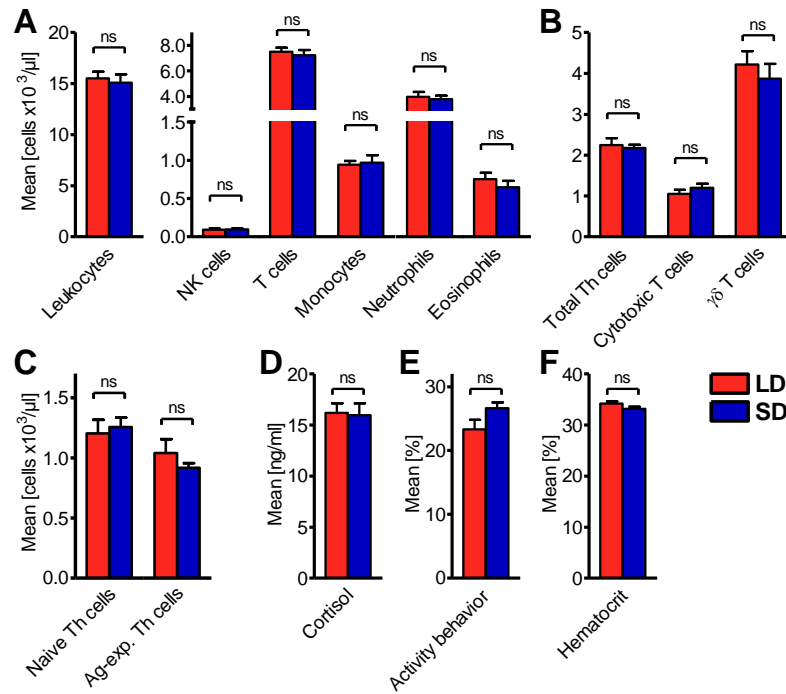 A
B
Mean [cells x10⁻³/µl]
20
15
10
5
0
ns
Leukocytes
8.0
6.0
4.0
1.5
1.0
0.5
0.0
ns
ns
ns
ns
ns
NK cells
T cells
Monocytes
Neutrophils
Eosinophils
5
4
3
2
1
0
ns
ns
ns
Total Th cells
Cytotoxic T cells
γδ T cells
C
D
E
F
Mean [cells x10³/µl]
1.5
1.0
0.5
0.0
ns
ns
Naive Th cells
Ag-exp. Th cells
Mean [ng/ml]
20
15
10
5
0
ns
Cortisol
Mean [%]
30
20
10
0
ns
Activity behavior
Mean [%]
40
30
20
10
0
ns
Hematocrit
LD
SD